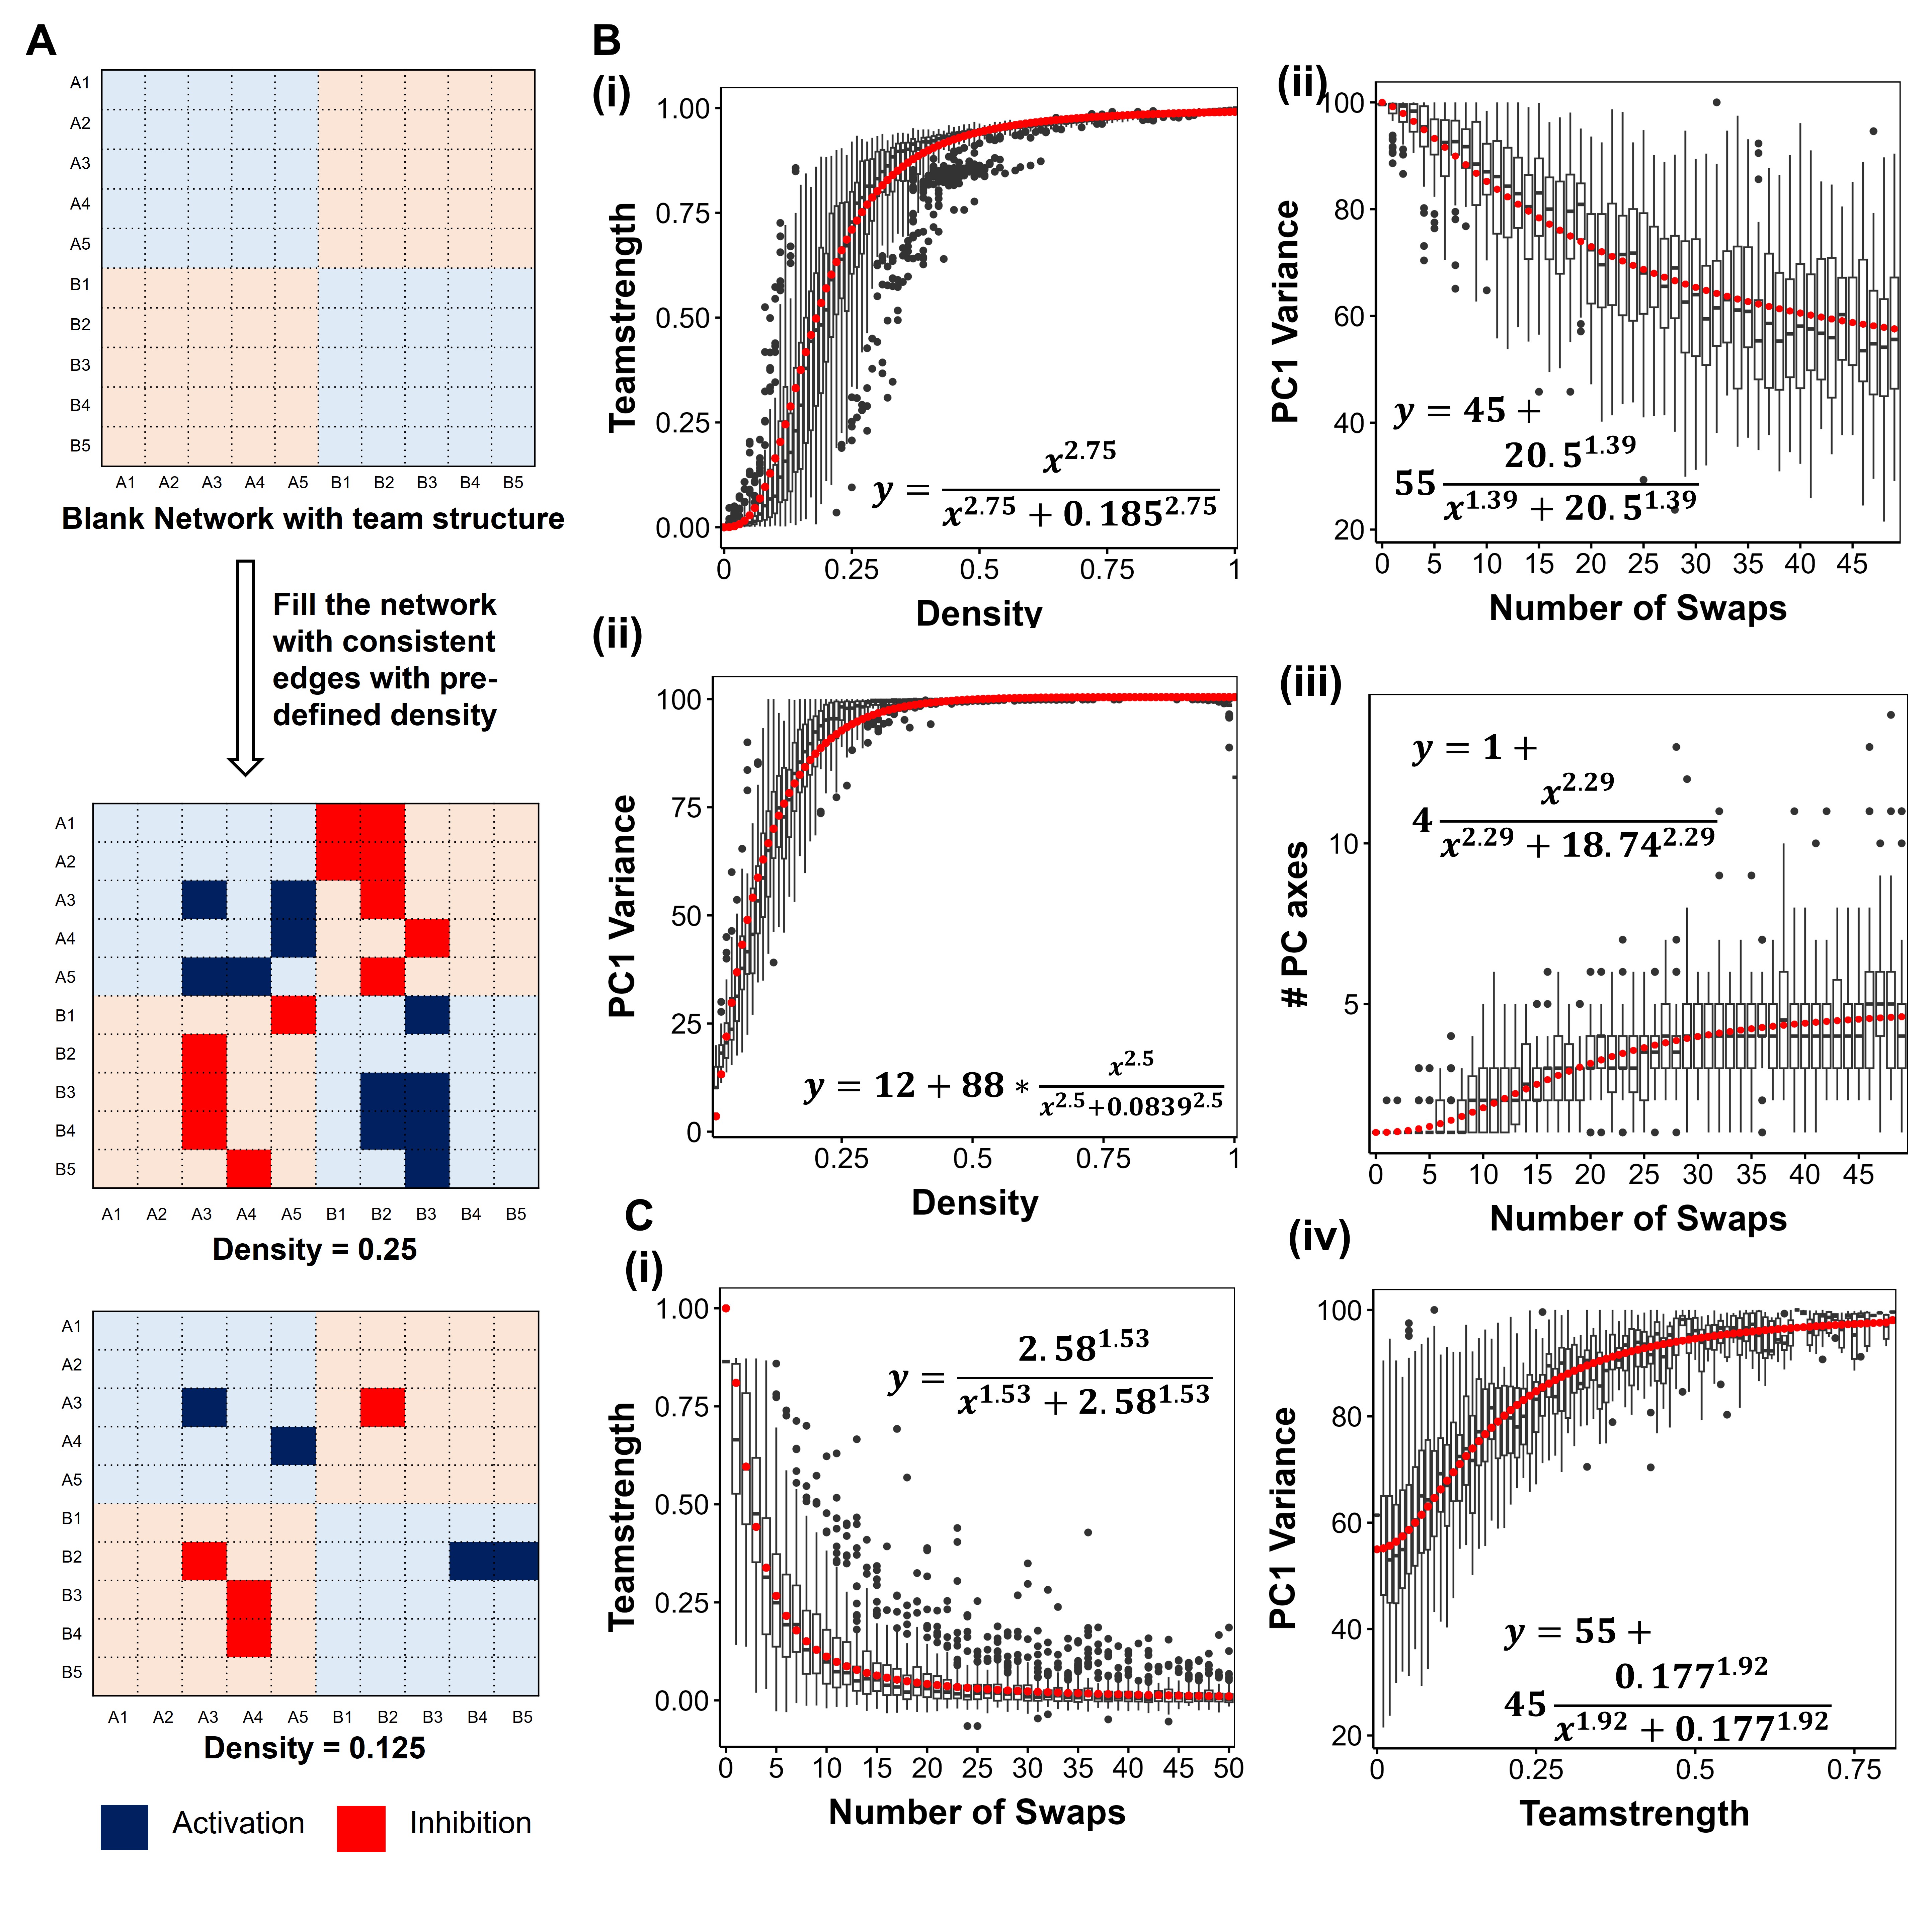 A
A1
A2
A3
A4
A5
B1
B2
B3
B4
B5
A1 A2 A3 A4 A5 B1 B2 B3 B4 B5
Blank Network with team structure
Fill the network
with consistent
edges with pre-
defined density
A1
A2
A3
A4
A5
B1
B2
B3
B4
B5
A1 A2 A3 A4 A5 B1 B2 B3 B4 B5
Density = 0.25
A1
A2
A3
A4
A5
B1
B2
B3
B4
B5
A1 A2 A3 A4 A5 B1 B2 B3 B4 B5
Density = 0.125
Activation Inhibition
B
(i)
Teamstrength
1.00
0.75
0.50
0.25
0.00
y = x^2.75 / (x^2.75 + 0.185^2.75)
0 0.25 0.5 0.75 1
Density
(ii)
PC1 Variance
100
75
50
25
0
y = 12 + 88 * x^2.5 / (x^2.5+0.0839^2.5)
0.25 0.5 0.75 1
Density
C
(i)
Teamstrength
1.00
0.75
0.50
0.25
0.00
y = 2.58^1.53 / (x^1.53 + 2.58^1.53)
0 5 10 15 20 25 30 35 40 45 50
Number of Swaps
(ii)
PC1 Variance
100
80
60
40
20
y = 45 +
55 20.5^1.39 / (x^1.39 + 20.5^1.39)
0 5 10 15 20 25 30 35 40 45
Number of Swaps
(iii)
# PC axes
10
5
y = 1 +
4 x^2.29 / (x^2.29 + 18.74^2.29)
0 5 10 15 20 25 30 35 40 45
Number of Swaps
(iv)
PC1 Variance
100
80
60
40
20
y = 55 +
45 0.177^1.92 / (x^1.92 + 0.177^1.92)
0 0.25 0.5 0.75
Teamstrength